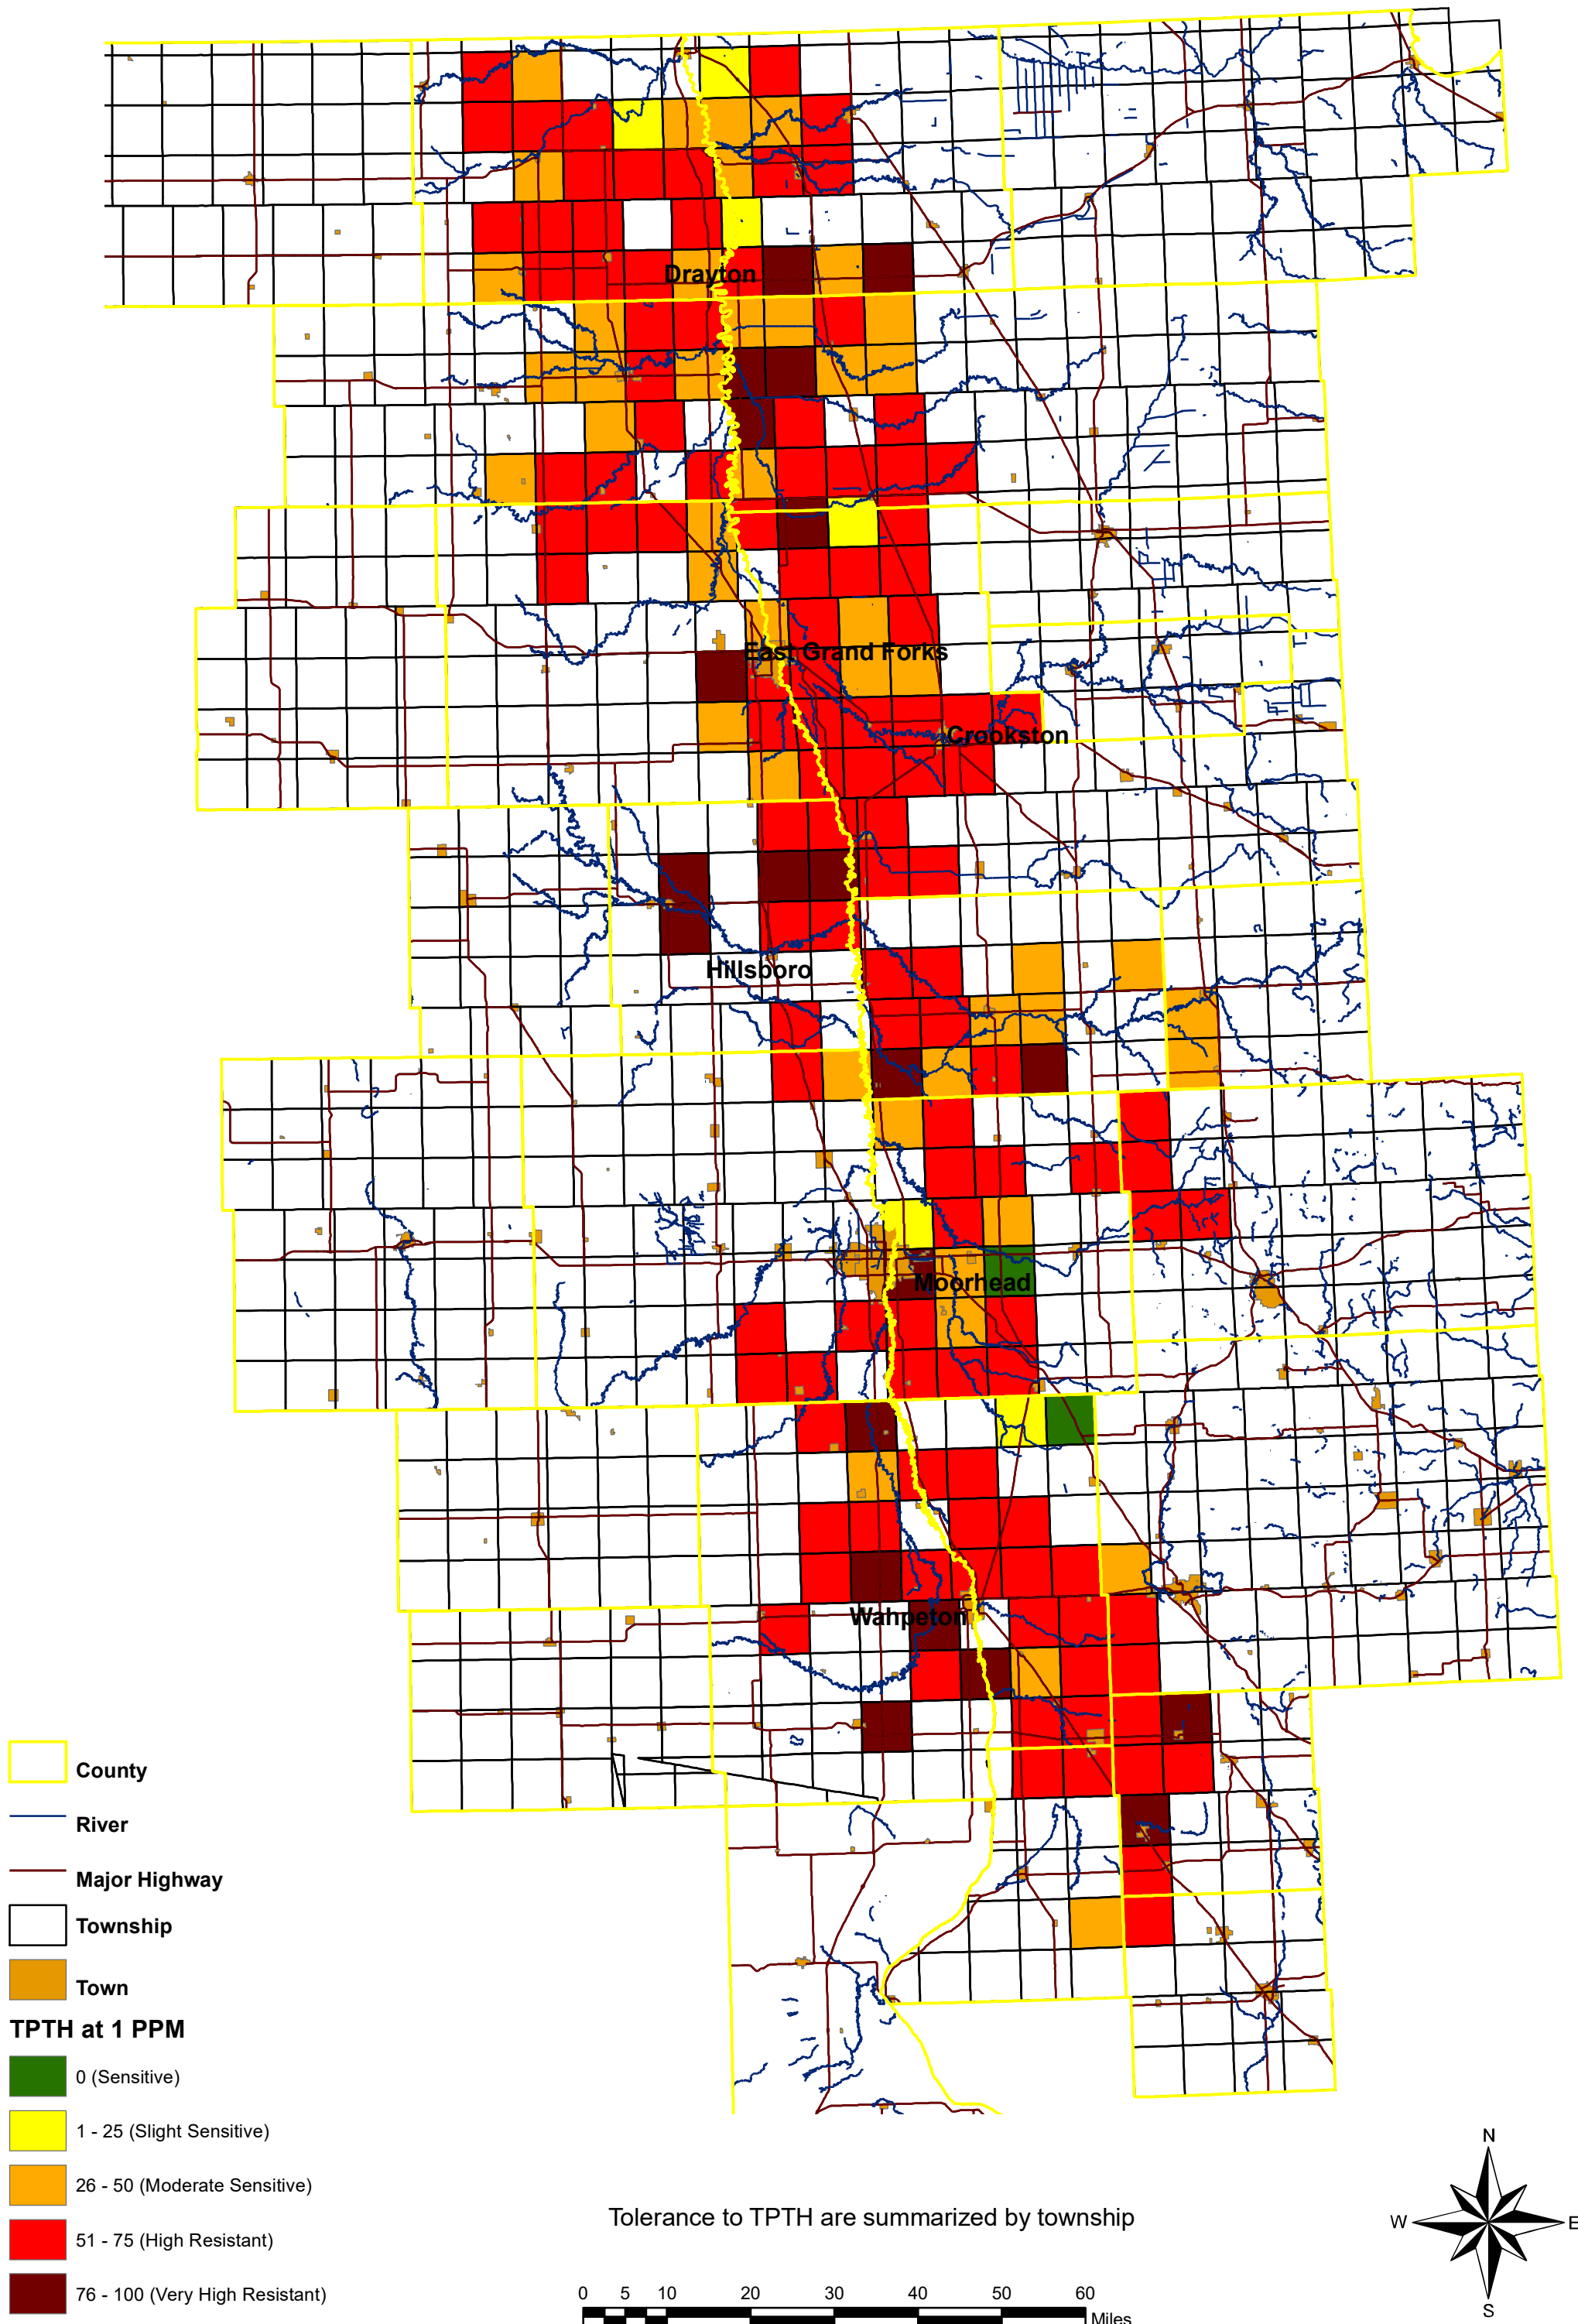 Drayton
East Grand Forks
Crookston
Hillsboro
Moorhead
Wahpeton
County
River
Major Highway
Township
Town
TPTH at 1 PPM
0 (Sensitive)
1 - 25 (Slight Sensitive)
26 - 50 (Moderate Sensitive)
51 - 75 (High Resistant)
76 - 100 (Very High Resistant)
Tolerance to TPTH are summarized by township
0 5 10 20 30 40 50 60
Miles
N
W E
S